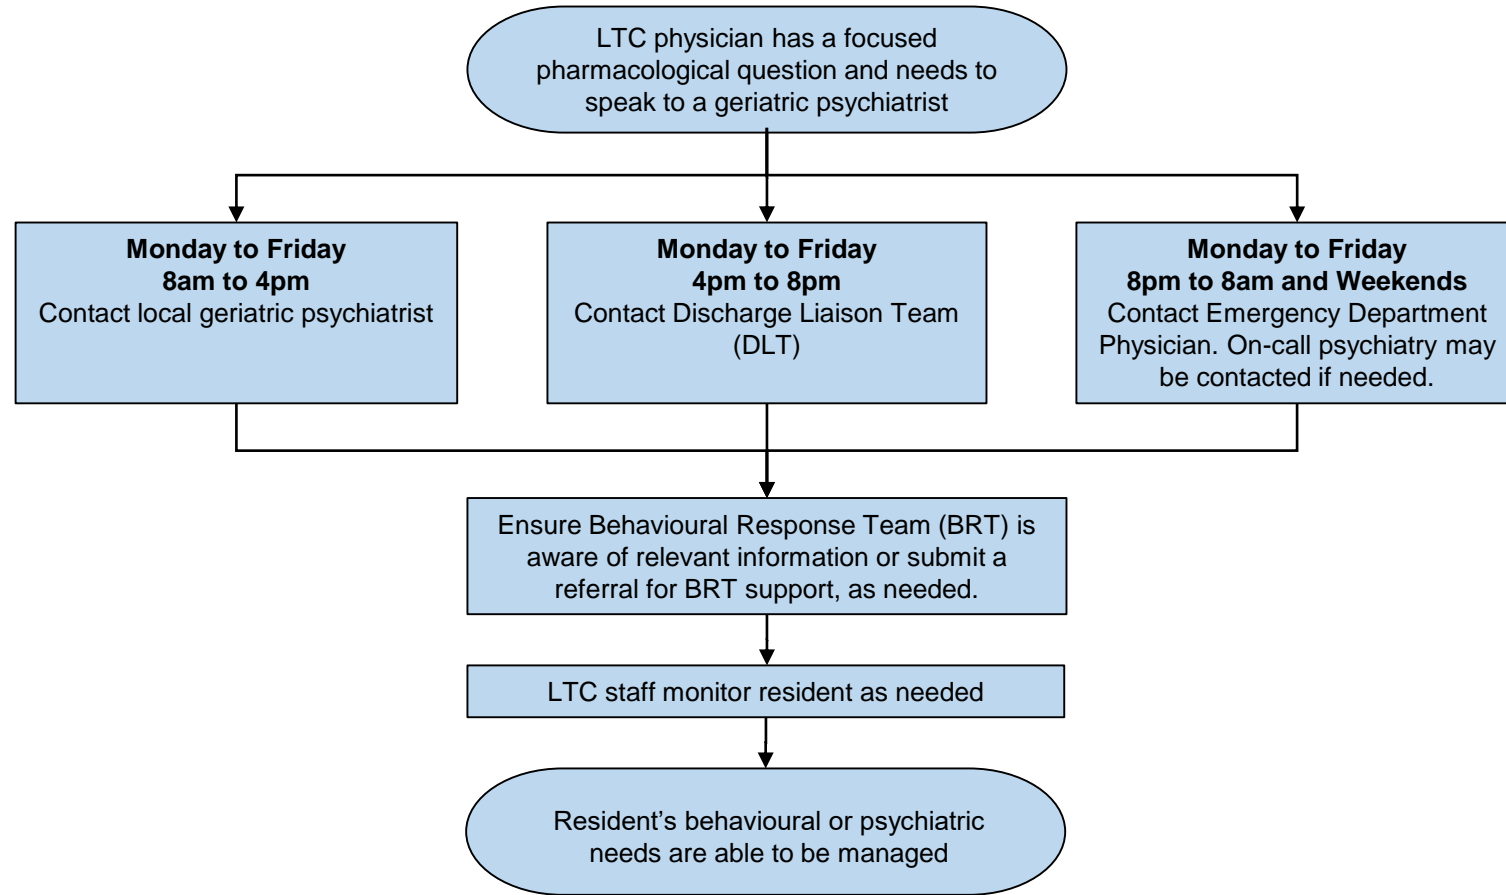 LTC physician has a focused
pharmacological question and needs to
speak to a geriatric psychiatrist
Monday to Friday
8am to 4pm
Contact local geriatric psychiatrist
Monday to Friday
4pm to 8pm
Contact Discharge Liaison Team
(DLT)
Monday to Friday
8pm to 8am and Weekends
Contact Emergency Department
Physician. On-call psychiatry may
be contacted if needed.
Ensure Behavioural Response Team (BRT) is
aware of relevant information or submit a
referral for BRT support, as needed.
LTC staff monitor resident as needed
Resident’s behavioural or psychiatric
needs are able to be managed